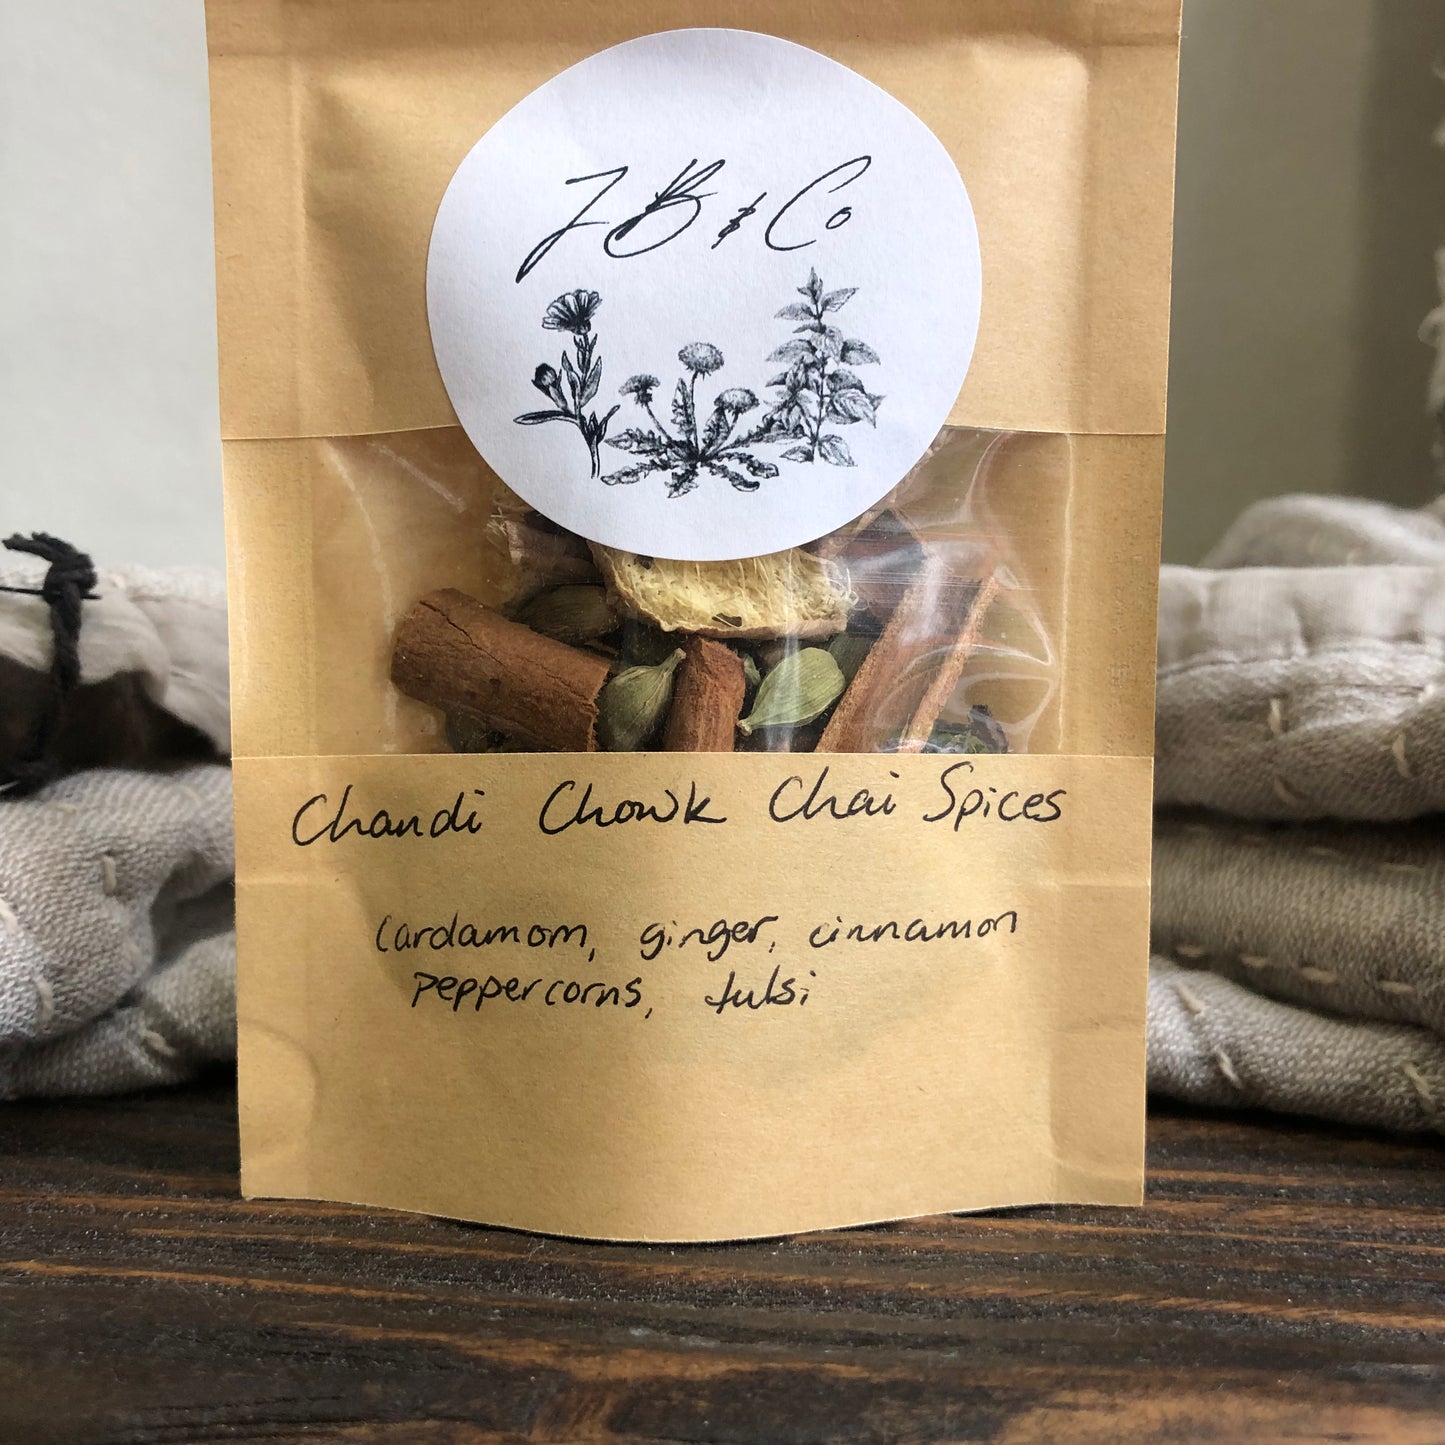 JB & Co
Chandi Chowk Chai Spices
Cardamom, ginger, cinnamon
peppercorns, tulsi